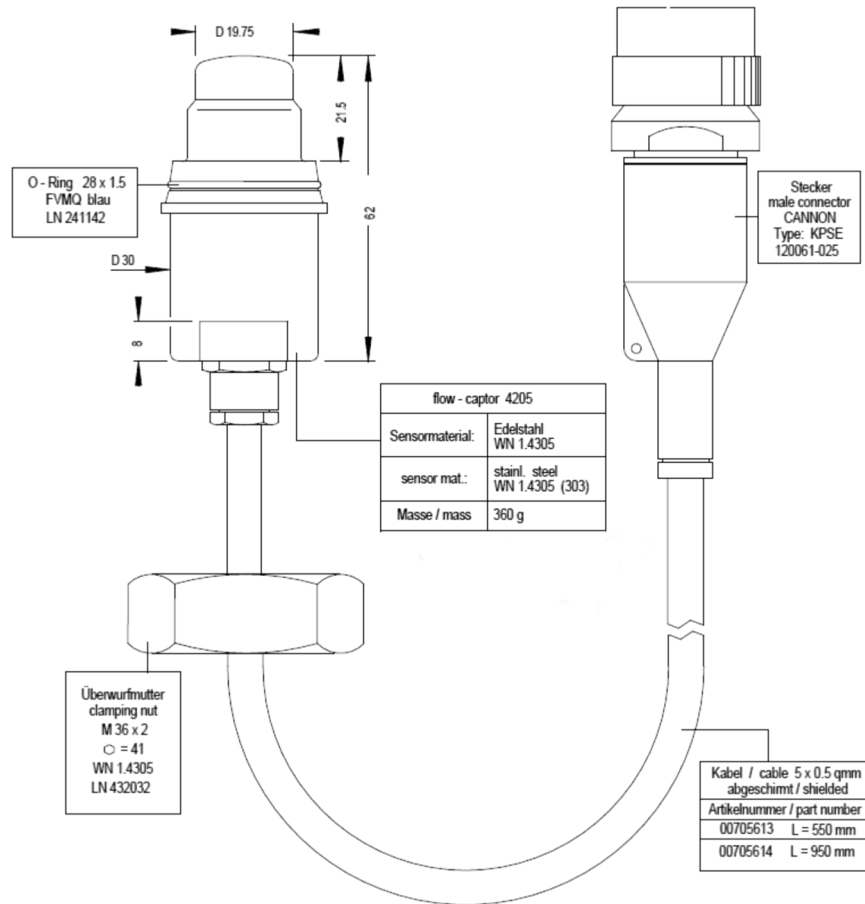 D 19.75
21.5
62
O - Ring 28 x 1.5
FVMQ blau
LN 241142
D 30
8
Stecker
male connector
CANNON
Type: KPSE
120061-025
flow - captor 4205
Sensormaterial: Edelstahl
WN 1.4305
sensor mat.: stainl. steel
WN 1.4305 (303)
Masse / mass 360 g
Überwurfmutter
clamping nut
M 36 x 2
⬡ = 41
WN 1.4305
LN 432032
Kabel / cable 5 x 0.5 qmm
abgeschirmt / shielded
Artikelnummer / part number
00705613 L = 550 mm
00705614 L = 950 mm